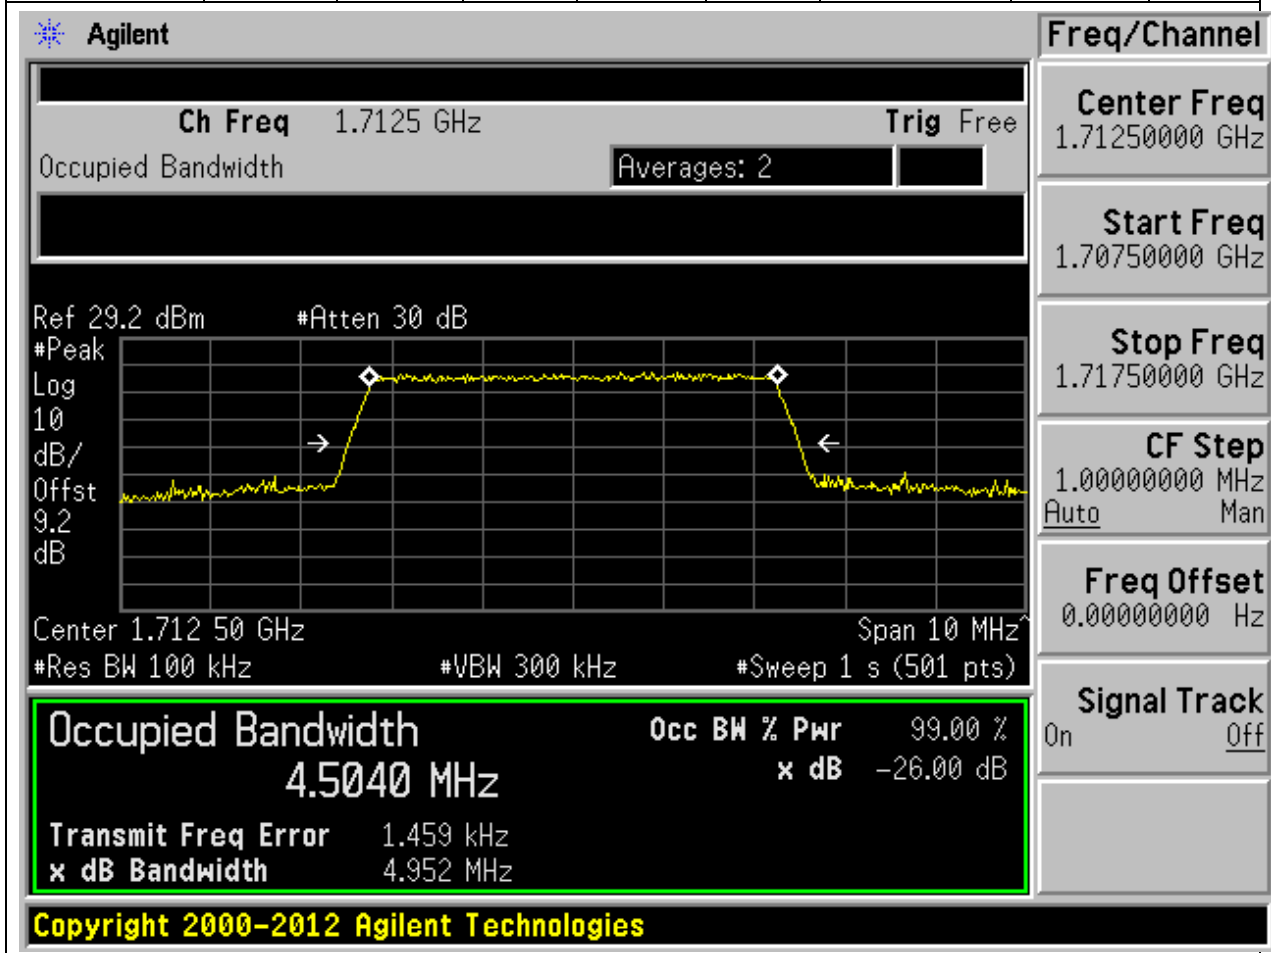 Agilent
Freq/Channel
Ch Freq 1.7125 GHz Trig Free
Occupied Bandwidth Averages: 2
Center Freq
1.71250000 GHz
Start Freq
1.70750000 GHz
Stop Freq
1.71750000 GHz
CF Step
1.00000000 MHz
Auto Man
Freq Offset
0.00000000 Hz
Signal Track
On Off
Ref 29.2 dBm #Atten 30 dB
#Peak
Log
10
dB/
Offst
9.2
dB
Center 1.712 50 GHz Span 10 MHz^
#Res BW 100 kHz #VBW 300 kHz #Sweep 1 s (501 pts)
Occupied Bandwidth
4.5040 MHz
Occ BW % Pwr 99.00 %
x dB -26.00 dB
Transmit Freq Error 1.459 kHz
x dB Bandwidth 4.952 MHz
Copyright 2000-2012 Agilent Technologies